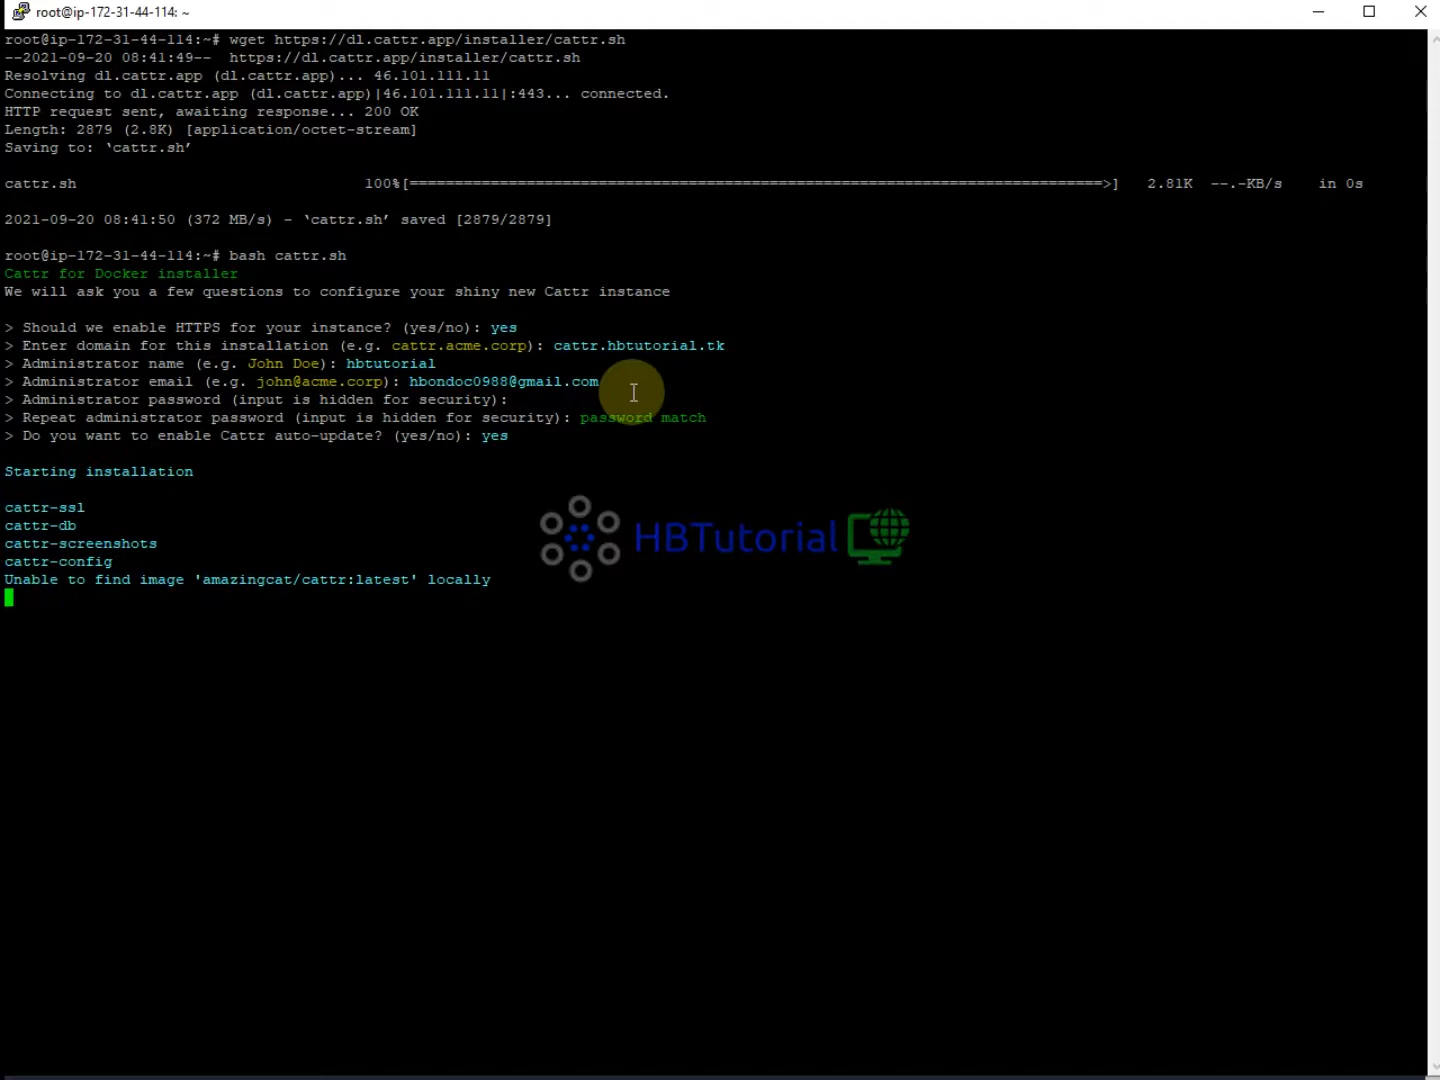 root@ip-172-31-44-114: ~
root@ip-172-31-44-114:~# wget https://dl.cattr.app/installer/cattr.sh
--2021-09-20 08:41:49--  https://dl.cattr.app/installer/cattr.sh
Resolving dl.cattr.app (dl.cattr.app)... 46.101.111.11
Connecting to dl.cattr.app (dl.cattr.app)|46.101.111.11|:443... connected.
HTTP request sent, awaiting response... 200 OK
Length: 2879 (2.8K) [application/octet-stream]
Saving to: ‘cattr.sh’
cattr.sh 100%[=============================================================================>] 2.81K --.-KB/s in 0s
2021-09-20 08:41:50 (372 MB/s) - ‘cattr.sh’ saved [2879/2879]
root@ip-172-31-44-114:~# bash cattr.sh
Cattr for Docker installer
We will ask you a few questions to configure your shiny new Cattr instance
> Should we enable HTTPS for your instance? (yes/no): yes
> Enter domain for this installation (e.g. cattr.acme.corp): cattr.hbtutorial.tk
> Administrator name (e.g. John Doe): hbtutorial
> Administrator email (e.g. john@acme.corp): hbondoc0988@gmail.com
> Administrator password (input is hidden for security):
> Repeat administrator password (input is hidden for security): password match
> Do you want to enable Cattr auto-update? (yes/no): yes
Starting installation
cattr-ssl
cattr-db
cattr-screenshots
cattr-config
Unable to find image 'amazingcat/cattr:latest' locally
HBTutorial